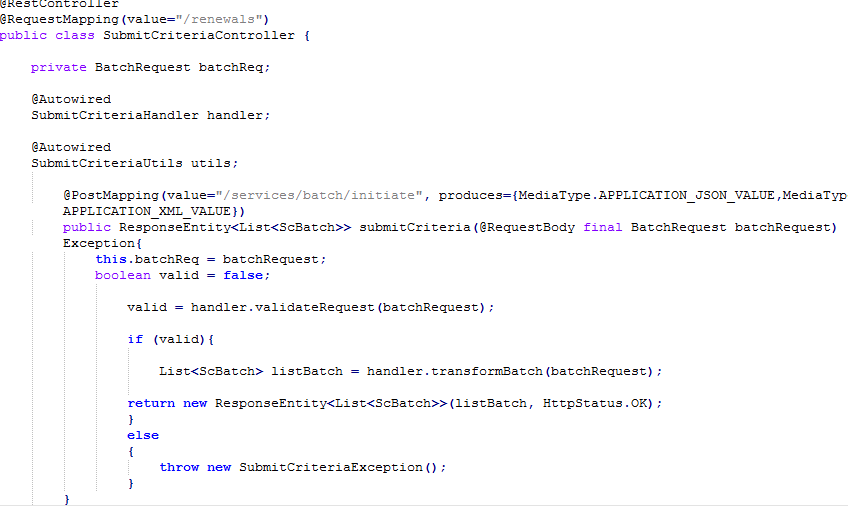 @RestController
@RequestMapping(value="/renewals")
public class SubmitCriteriaController {
private BatchRequest batchReq;
@Autowired
SubmitCriteriaHandler handler;
@Autowired
SubmitCriteriaUtils utils;
@PostMapping(value="/services/batch/initiate", produces={MediaType.APPLICATION_JSON_VALUE,MediaTyp
APPLICATION_XML_VALUE})
public ResponseEntity<List<ScBatch>> submitCriteria(@RequestBody final BatchRequest batchRequest)
Exception{
this.batchReq = batchRequest;
boolean valid = false;
valid = handler.validateRequest(batchRequest);
if (valid){
List<ScBatch> listBatch = handler.transformBatch(batchRequest);
return new ResponseEntity<List<ScBatch>>(listBatch, HttpStatus.OK);
}
else
{
throw new SubmitCriteriaException();
}
}